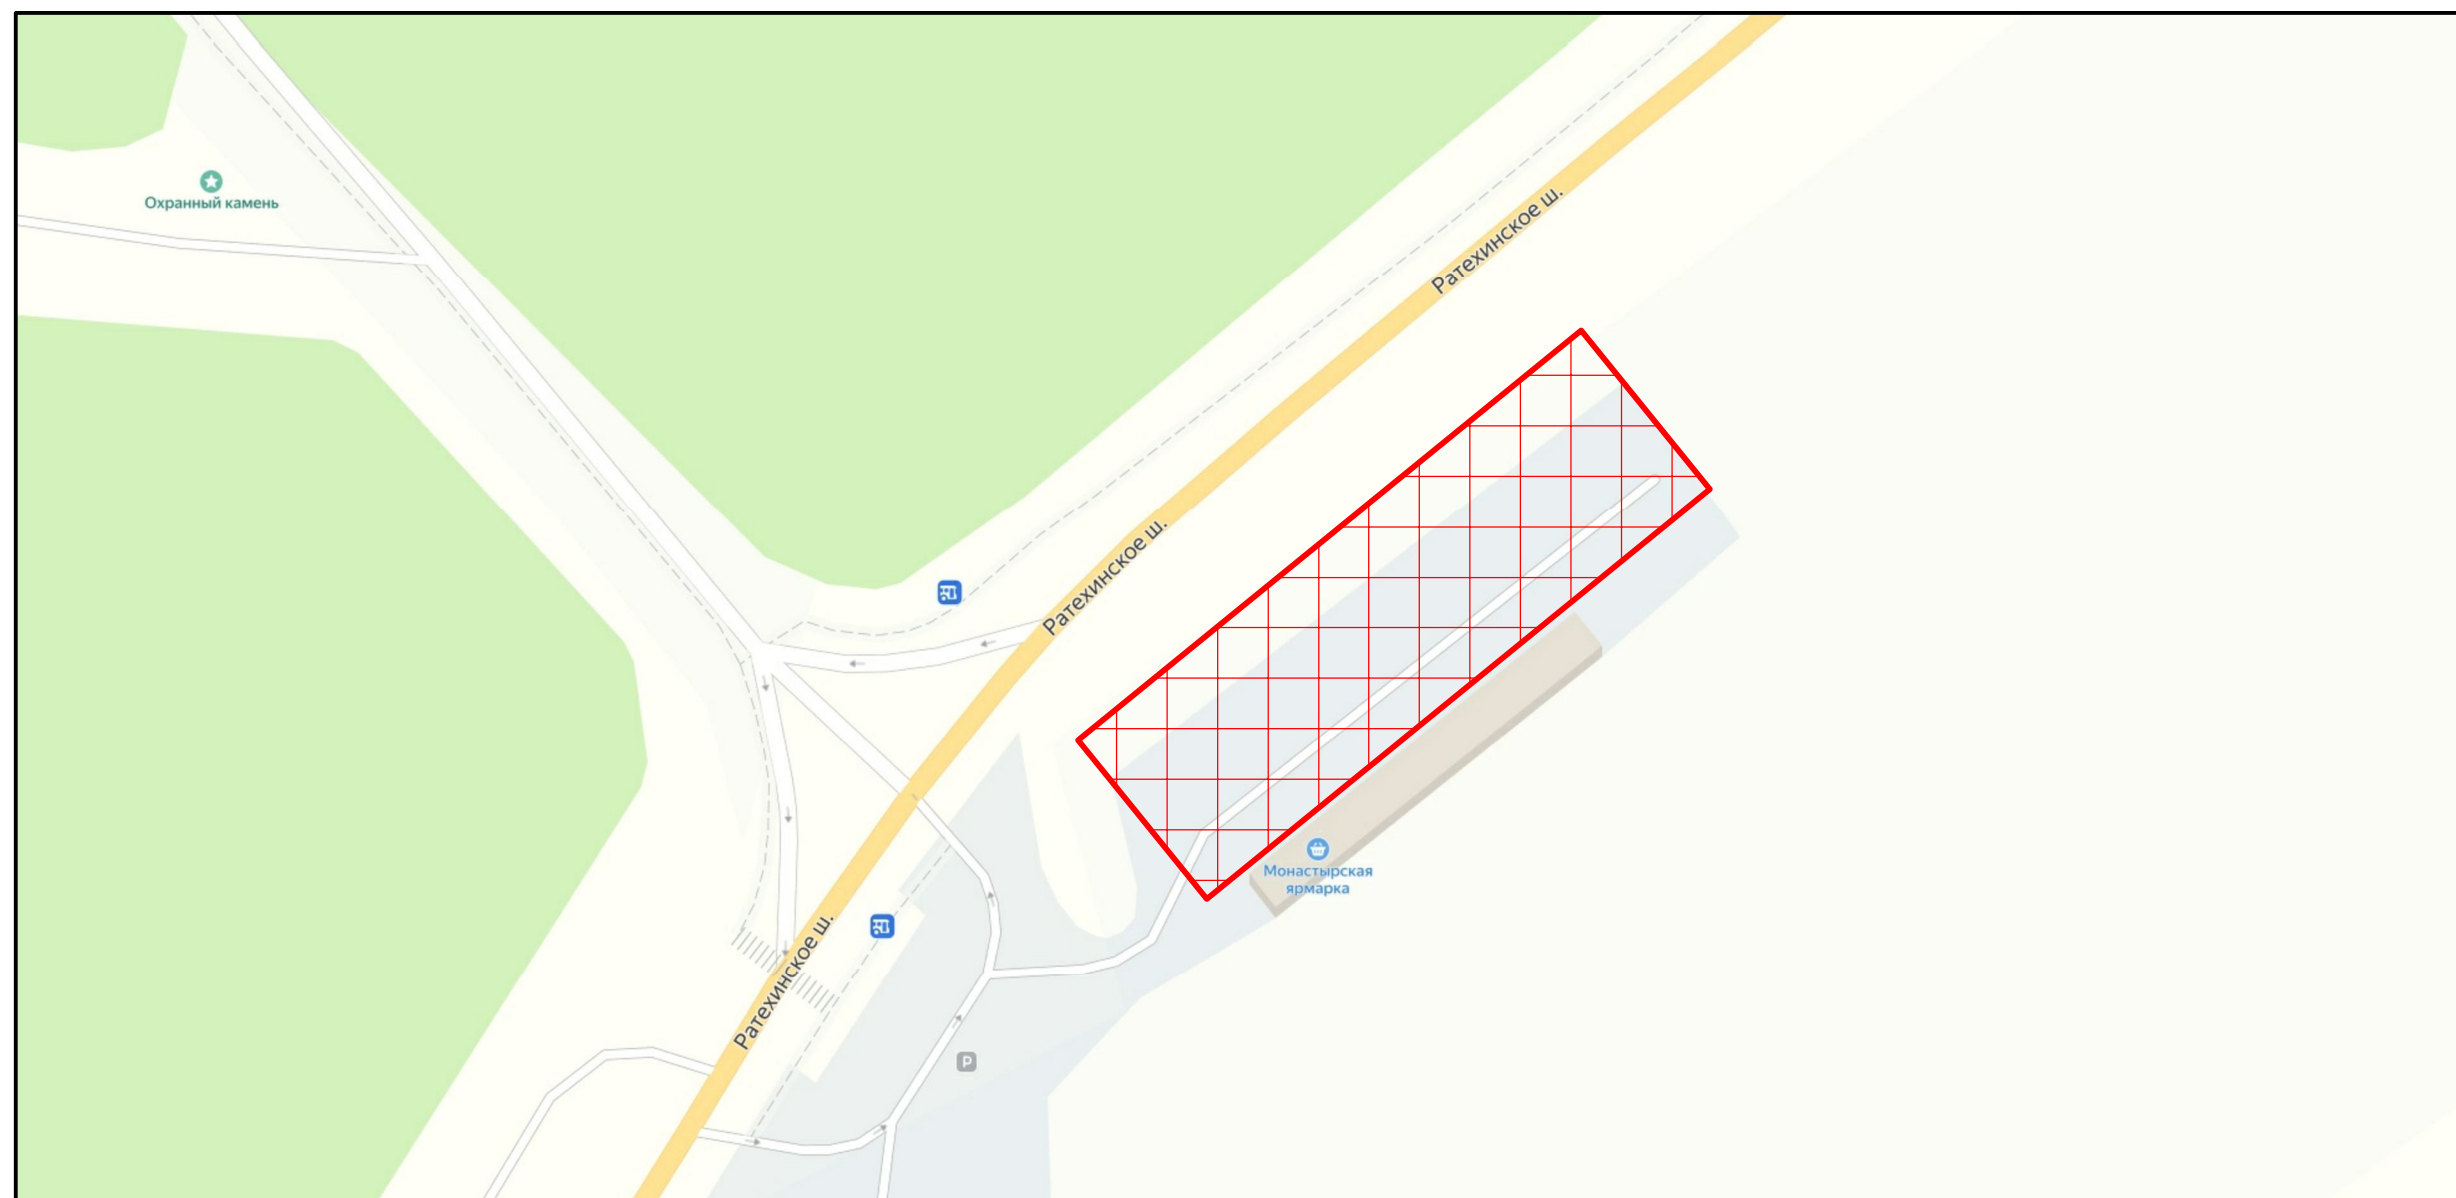 Охранный камень
Ратехинское ш.
Ратехинское ш.
Монастырская
ярмарка
Ратехинское ш.
P